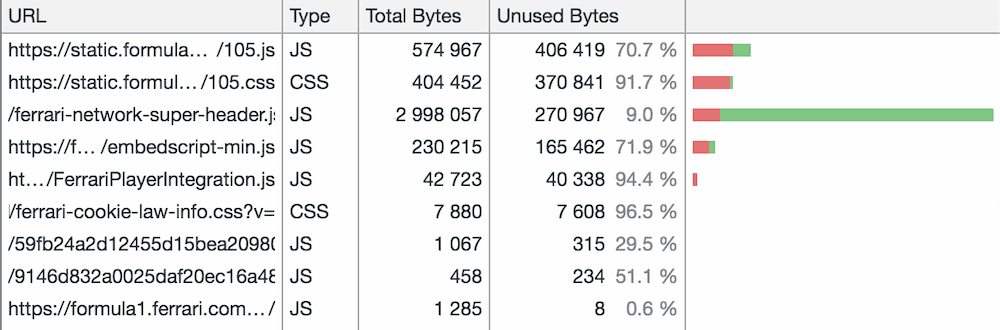 URL Type Total Bytes Unused Bytes
https://static.formula… /105.js JS 574 967 406 419 70.7 %
https://static.formul… /105.css CSS 404 452 370 841 91.7 %
/ferrari-network-super-header.js JS 2 998 057 270 967 9.0 %
https://f… /embedscript-min.js JS 230 215 165 462 71.9 %
ht…/FerrariPlayerIntegration.js JS 42 723 40 338 94.4 %
/ferrari-cookie-law-info.css?v= CSS 7 880 7 608 96.5 %
/59fb24a2d12455d15bea20980 JS 1 067 315 29.5 %
/9146d832a0025daf20ec16a48 JS 458 234 51.1 %
https://formula1.ferrari.com… / JS 1 285 8 0.6 %